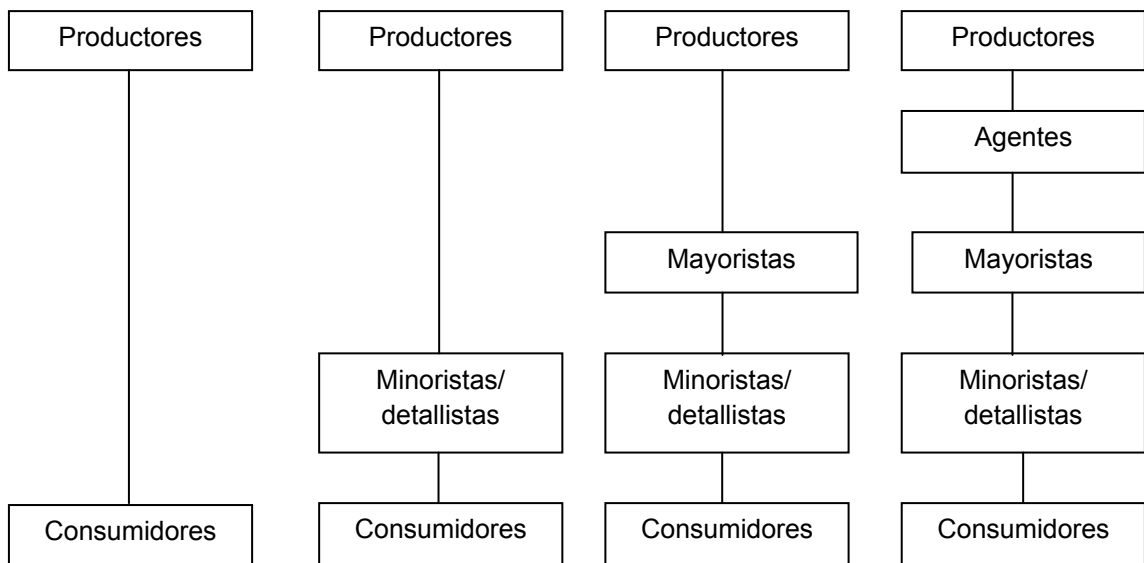 Productores
Productores
Productores
Productores
Agentes
Mayoristas
Mayoristas
Minoristas/
detallistas
Minoristas/
detallistas
Minoristas/
detallistas
Consumidores
Consumidores
Consumidores
Consumidores